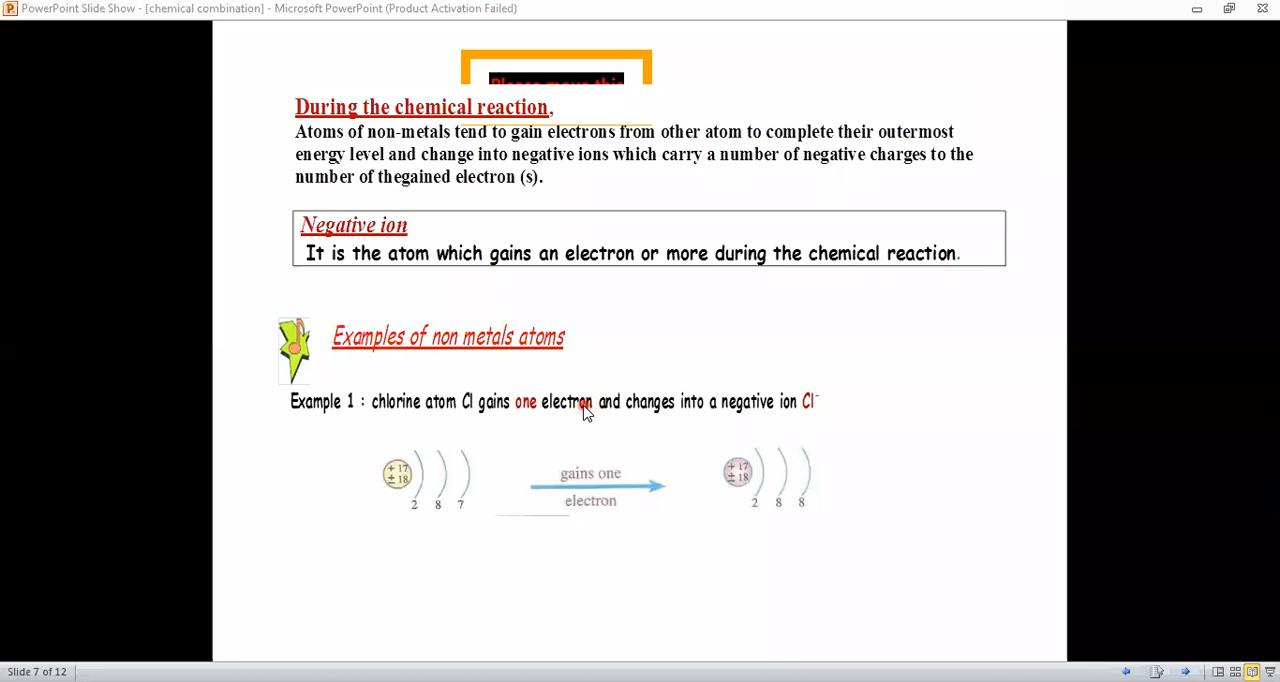 PowerPoint Slide Show - [chemical combination] - Microsoft PowerPoint (Product Activation Failed)
Please move this
During the chemical reaction,
Atoms of non-metals tend to gain electrons from other atom to complete their outermost
energy level and change into negative ions which carry a number of negative charges to the
number of thegained electron (s).
Negative ion
It is the atom which gains an electron or more during the chemical reaction.
Examples of non metals atoms
Example 1 : chlorine atom Cl gains one electron and changes into a negative ion Cl⁻
+ 17
± 18
2 8 7
gains one
electron
+ 17
± 18
2 8 8
Slide 7 of 12